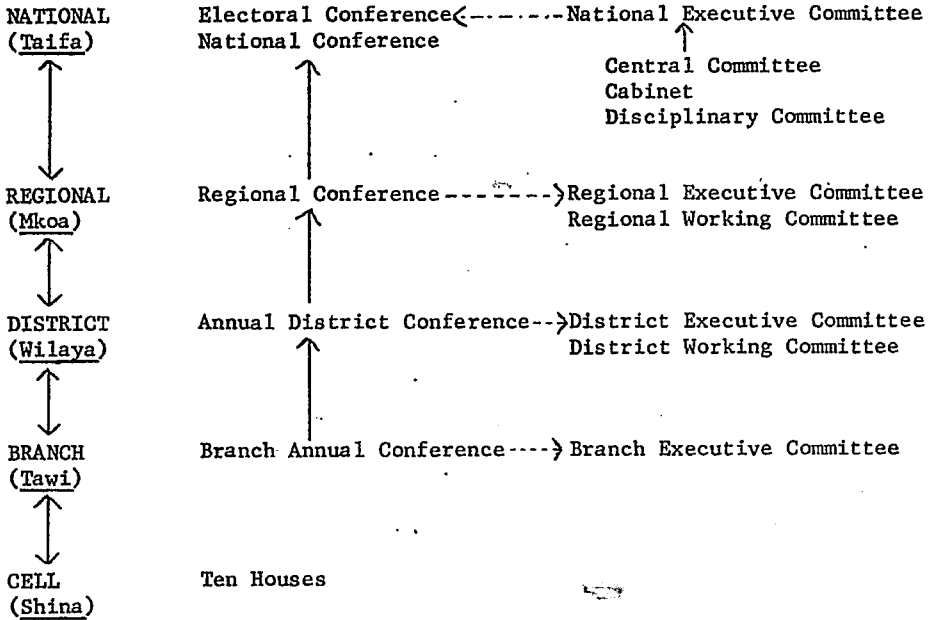 NATIONAL Electoral Conference National Executive Committee
(Taifa) National Conference
Central Committee
Cabinet
Disciplinary Committee
REGIONAL Regional Conference Regional Executive Committee
(Mkoa) Regional Working Committee
DISTRICT Annual District Conference District Executive Committee
(Wilaya) District Working Committee
BRANCH Branch Annual Conference Branch Executive Committee
(Tawi)
CELL Ten Houses
(Shina)